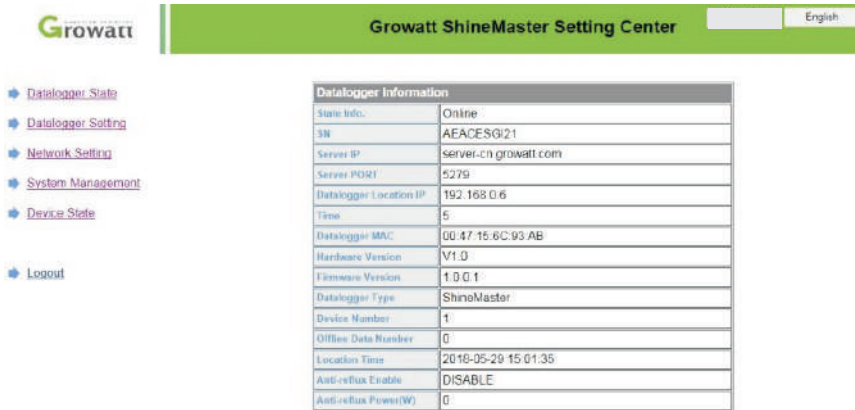 Growatt
Growatt ShineMaster Setting Center
English
Datalogger State
Datalogger Setting
Network Setting
System Management
Device State
Logout
Datalogger Information
State Info. Online
SN AEACESGI21
Server IP server-cn.growatt.com
Server PORT 5279
Datalogger Location IP 192.168.0.6
Time 5
Datalogger MAC 00:47:15:6C:93:AB
Hardware Version V1.0
Firmware Version 1.0.0.1
Datalogger Type ShineMaster
Device Number 1
Offline Data Number 0
Location Time 2018-05-29 15:01:35
Anti-reflux Enable DISABLE
Anti-reflux Power(W) 0